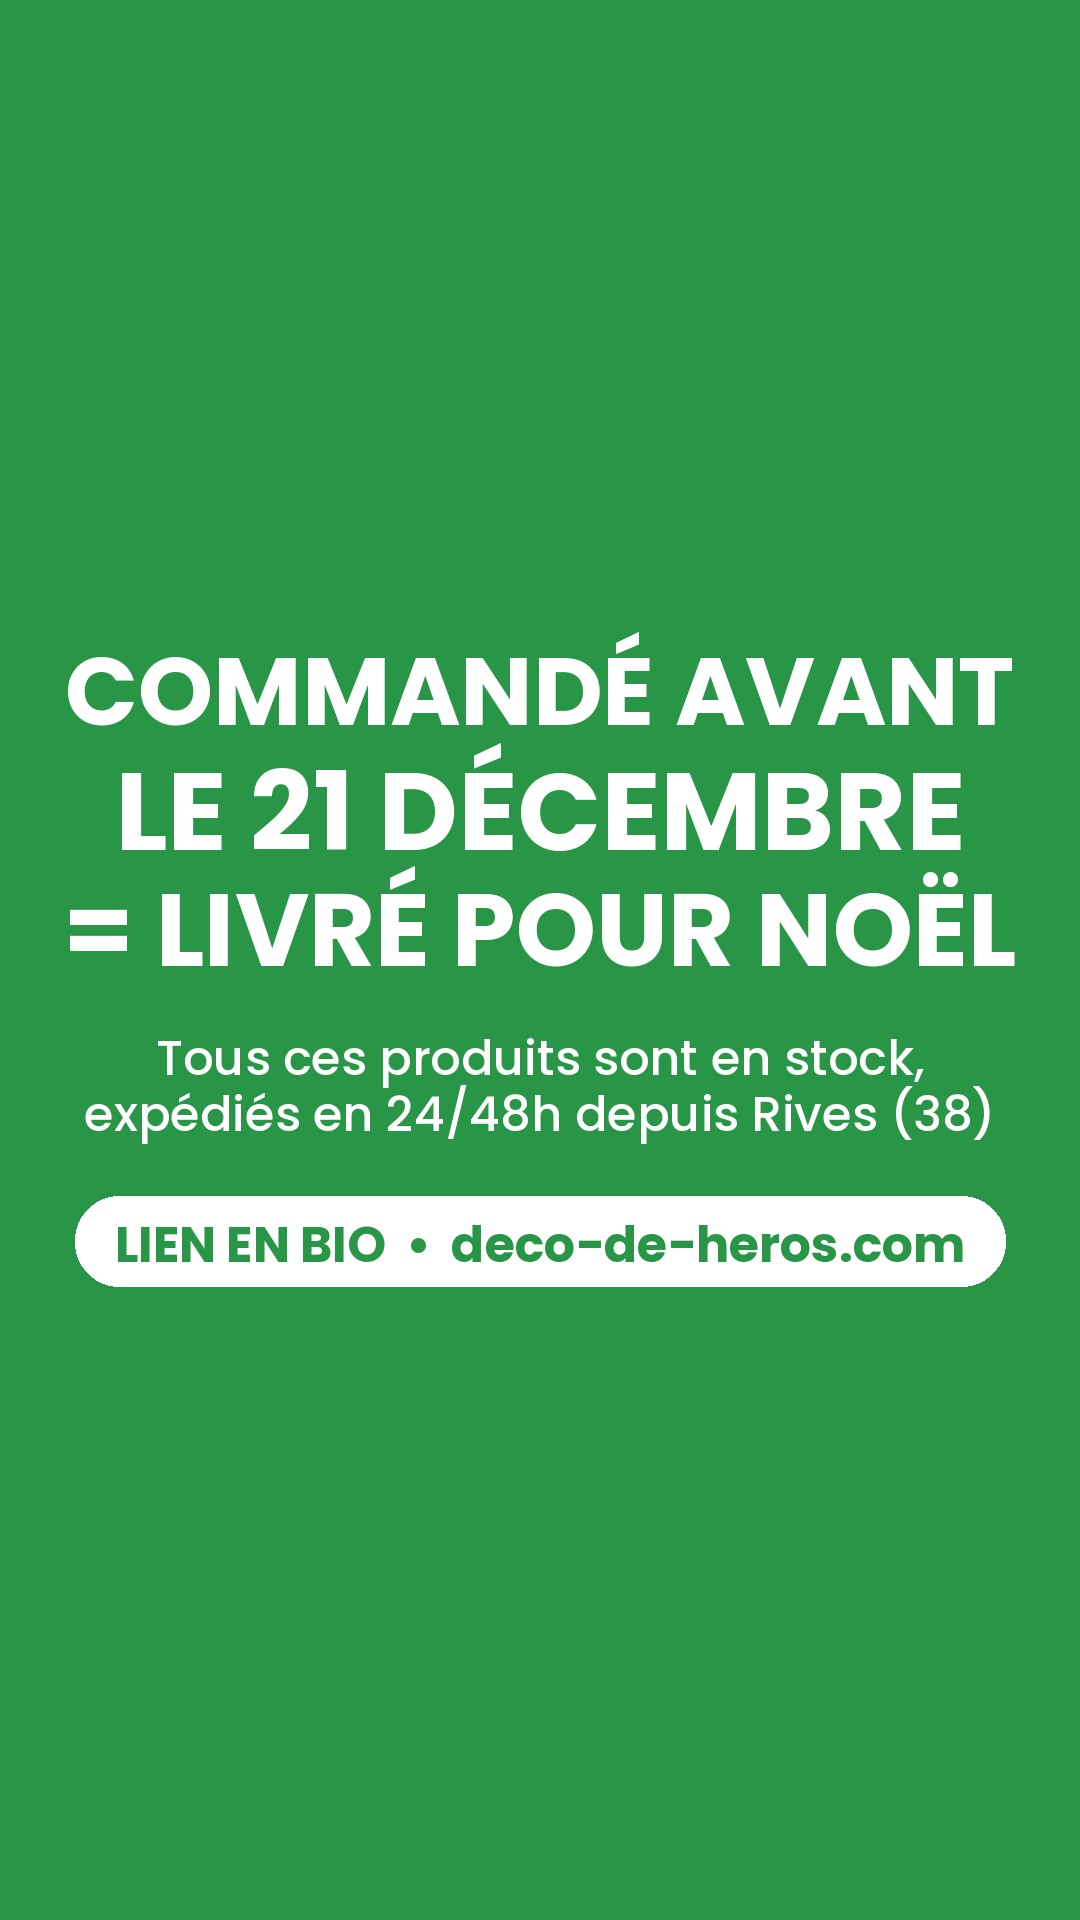 COMMANDÉ AVANT
LE 21 DÉCEMBRE
= LIVRÉ POUR NOËL
Tous ces produits sont en stock,
expédiés en 24/48h depuis Rives (38)
LIEN EN BIO • deco-de-heros.com